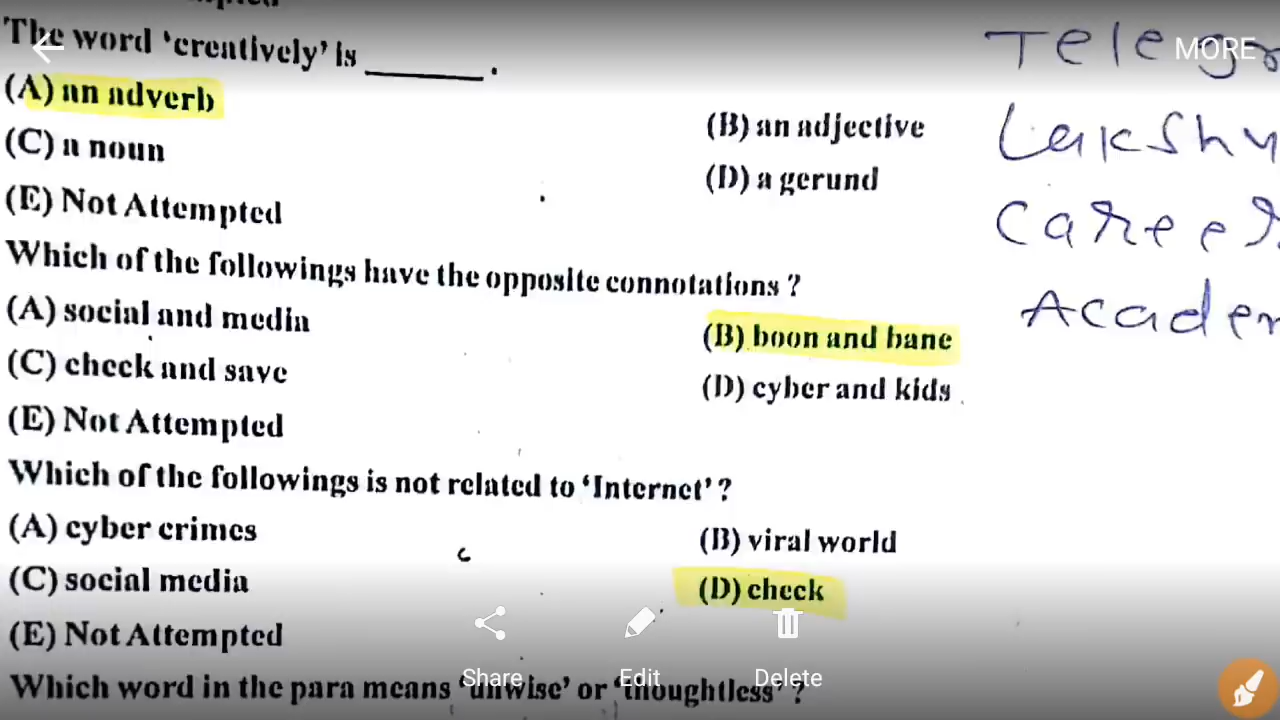 The word ‘creatively’ is ______ .
MORE
(A) an adverb
(B) an adjective
(C) a noun
(D) a gerund
(E) Not Attempted
Which of the followings have the opposite connotations ?
(A) social and media
(B) boon and bane
(C) check and save
(D) cyber and kids
(E) Not Attempted
Which of the followings is not related to ‘Internet’ ?
(A) cyber crimes
(B) viral world
(C) social media
(D) check
(E) Not Attempted
Share
Edit
Delete
Which word in the para means ‘unwise’ or ‘thoughtless’ ?
Telegr
Lakshy
Career
Academ